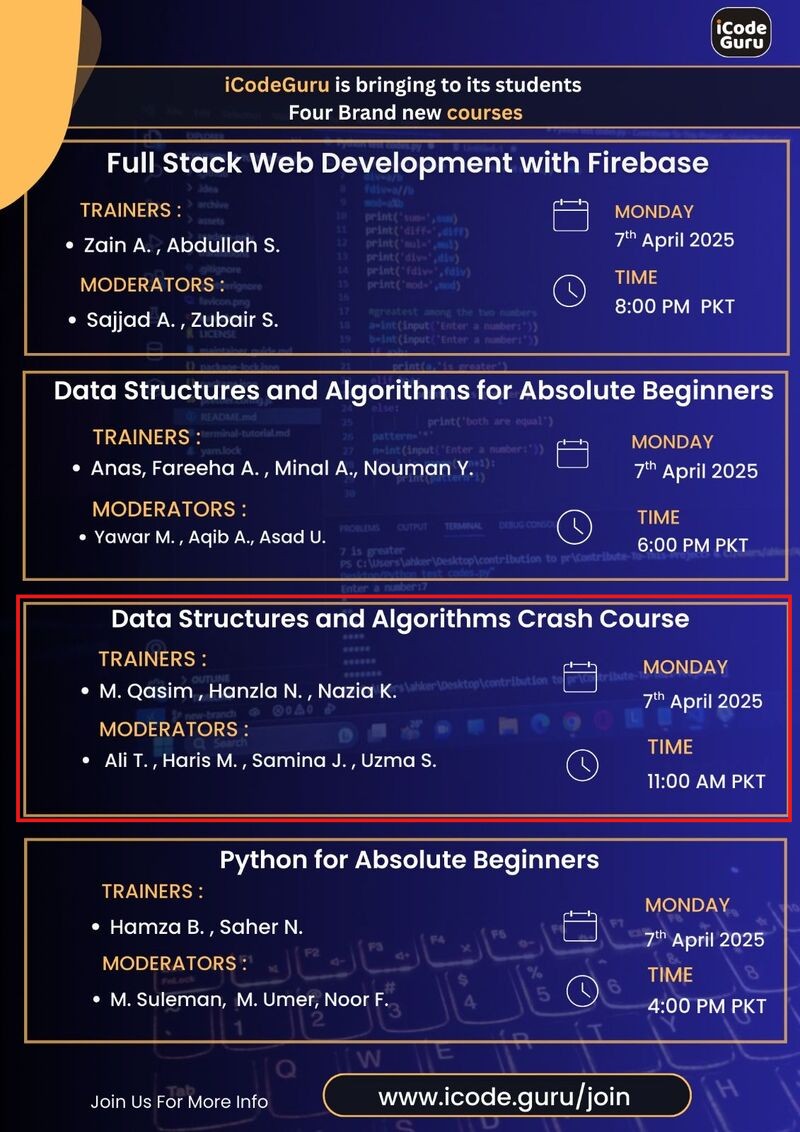 iCode
Guru
iCodeGuru is bringing to its students
Four Brand new courses
Full Stack Web Development with Firebase
TRAINERS :
• Zain A. , Abdullah S.
MODERATORS :
• Sajjad A. , Zubair S.
MONDAY
7th April 2025
TIME
8:00 PM PKT
Data Structures and Algorithms for Absolute Beginners
TRAINERS :
• Anas, Fareeha A. , Minal A., Nouman Y.
MODERATORS :
• Yawar M. , Aqib A., Asad U.
MONDAY
7th April 2025
TIME
6:00 PM PKT
Data Structures and Algorithms Crash Course
TRAINERS :
• M. Qasim , Hanzla N. , Nazia K.
MODERATORS :
• Ali T. , Haris M. , Samina J. , Uzma S.
MONDAY
7th April 2025
TIME
11:00 AM PKT
Python for Absolute Beginners
TRAINERS :
• Hamza B. , Saher N.
MODERATORS :
• M. Suleman, M. Umer, Noor F.
MONDAY
7th April 2025
TIME
4:00 PM PKT
Join Us For More Info
www.icode.guru/join